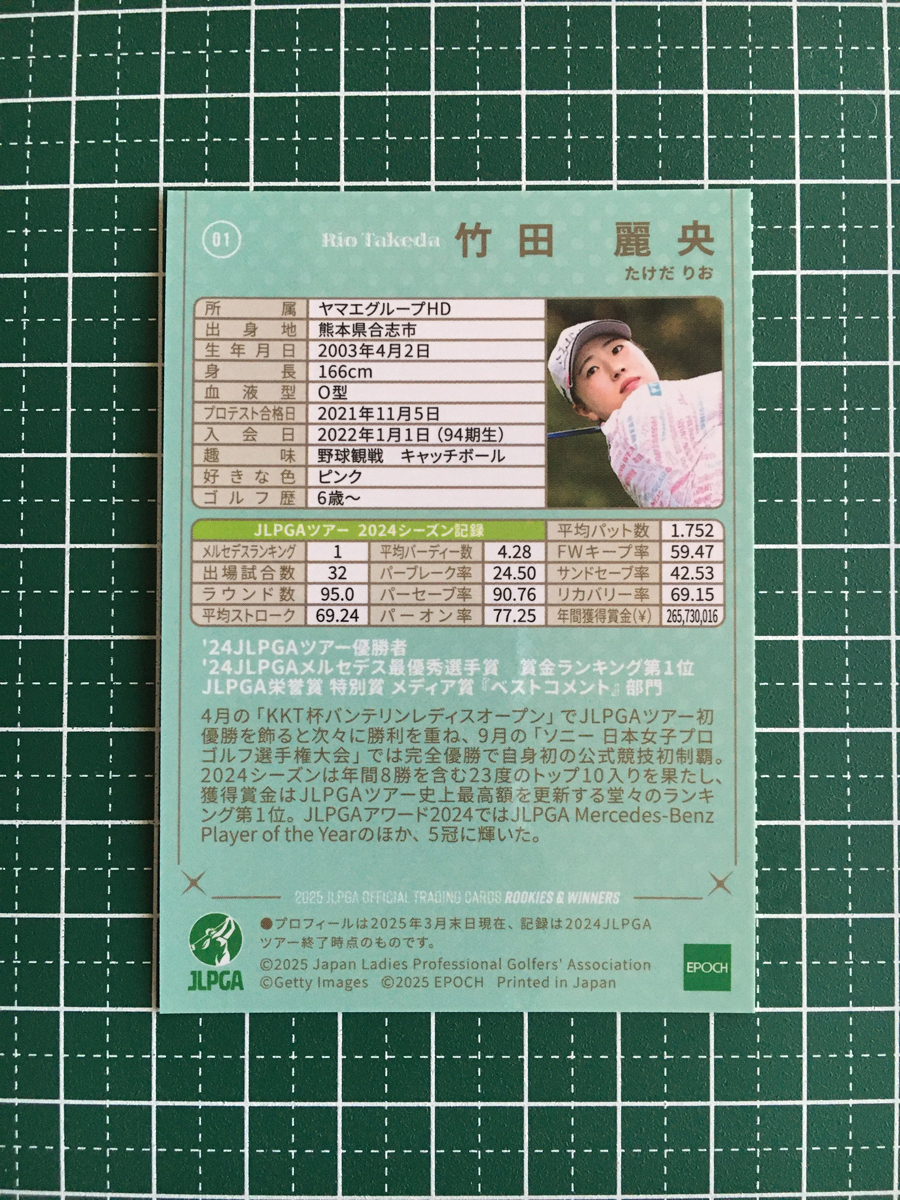 01 Rio Takeda 竹田 麗央
たけだ りお
所属 ヤマエグループHD
出身地 熊本県合志市
生年月日 2003年4月2日
身長 166cm
血液型 O型
プロテスト合格日 2021年11月5日
入会日 2022年1月1日（94期生）
趣味 野球観戦 キャッチボール
好きな色 ピンク
ゴルフ歴 6歳〜
JLPGAツアー 2024シーズン記録 平均パット数 1.752
メルセデスランキング 1 平均バーディー数 4.28 FWキープ率 59.47
出場試合数 32 パーブレーク率 24.50 サンドセーブ率 42.53
ラウンド数 95.0 パーセーブ率 90.76 リカバリー率 69.15
平均ストローク 69.24 パーオン率 77.25 年間獲得賞金(¥) 265,730,016
'24JLPGAツアー優勝者
'24JLPGAメルセデス最優秀選手賞 賞金ランキング第1位
JLPGA栄誉賞 特別賞 メディア賞『ベストコメント』部門
4月の「KKT杯バンテリンレディスオープン」でJLPGAツアー初
優勝を飾ると次々に勝利を重ね、9月の「ソニー 日本女子プロ
ゴルフ選手権大会」では完全優勝で自身初の公式競技初制覇。
2024シーズンは年間8勝を含む23度のトップ10入りを果たし、
獲得賞金はJLPGAツアー史上最高額を更新する堂々のランキ
ング第1位。JLPGAアワード2024ではJLPGA Mercedes-Benz
Player of the Yearのほか、5冠に輝いた。
2025 JLPGA OFFICIAL TRADING CARDS ROOKIES & WINNERS
●プロフィールは2025年3月末日現在、記録は2024JLPGA
ツアー終了時点のものです。
©2025 Japan Ladies Professional Golfers' Association
©Getty Images ©2025 EPOCH Printed in Japan
JLPGA
EPOCH